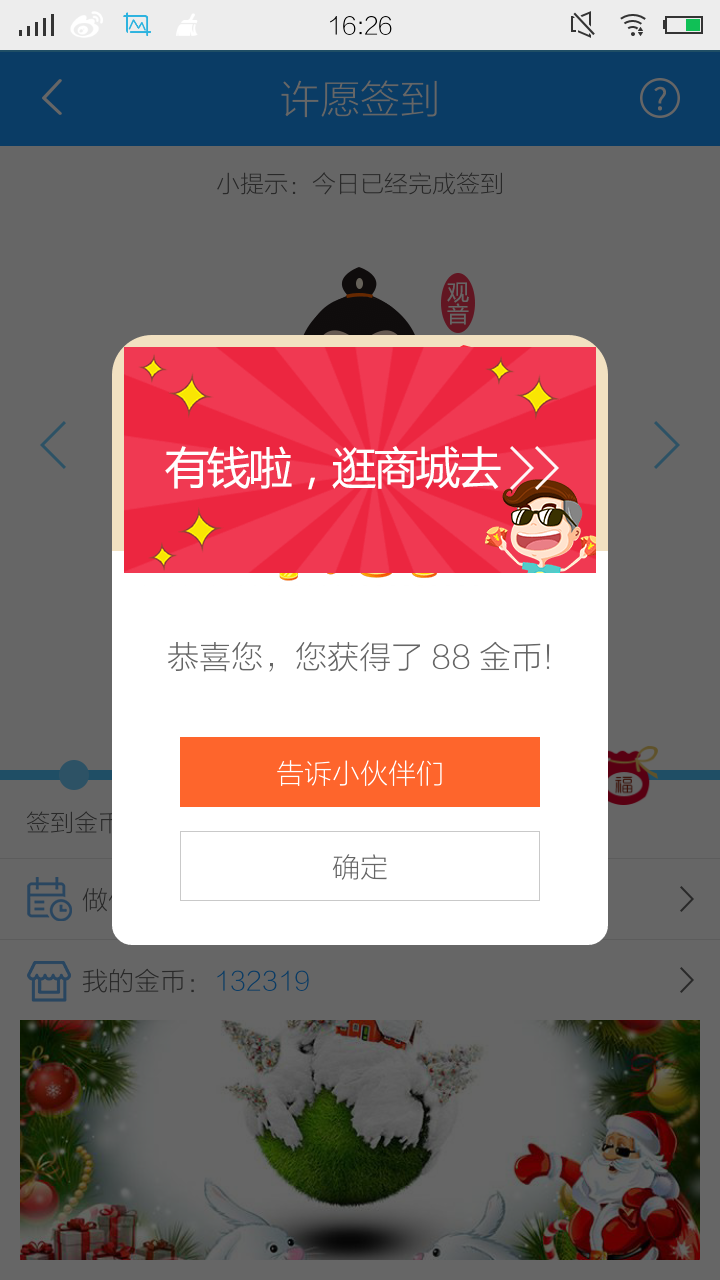 16:26
许愿签到
?
小提示：今日已经完成签到
观音
有钱啦，逛商城去 >>
恭喜您，您获得了 88 金币!
告诉小伙伴们
福
签到金币
确定
做
我的金币： 132319